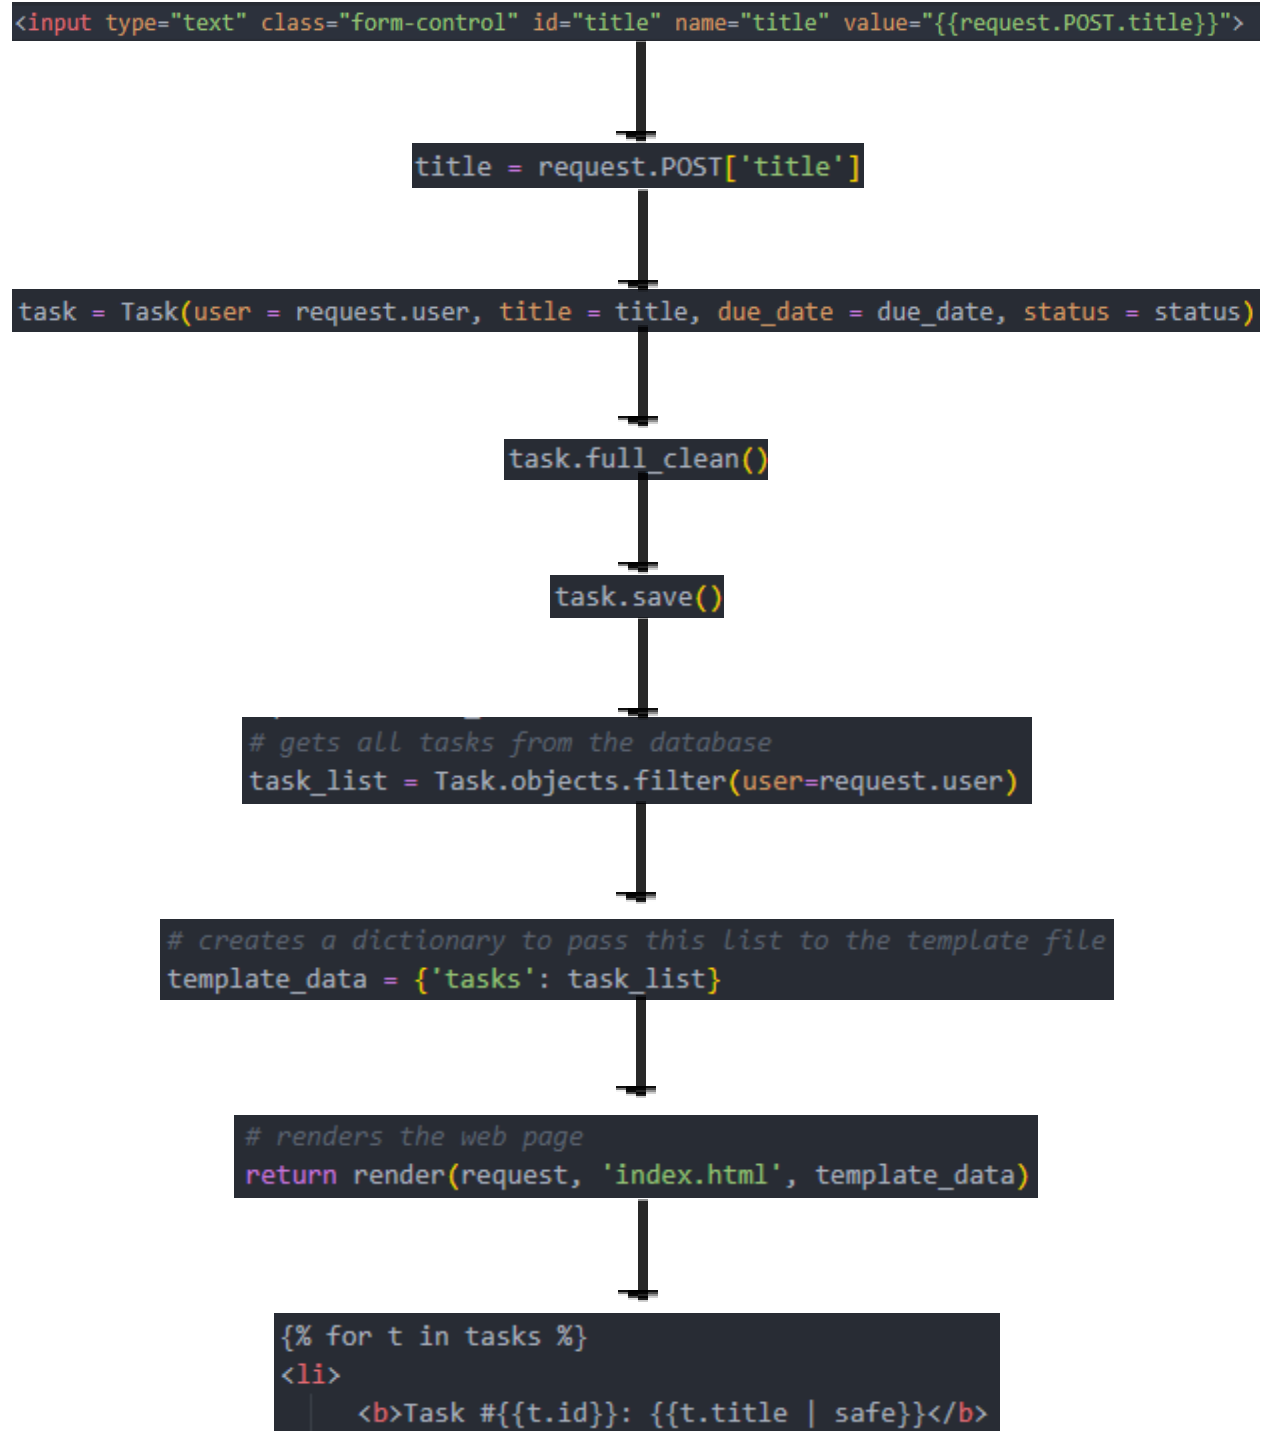 <input type="text" class="form-control" id="title" name="title" value="{{request.POST.title}}">
title = request.POST['title']
task = Task(user = request.user, title = title, due_date = due_date, status = status)
task.full_clean()
task.save()
# gets all tasks from the database
task_list = Task.objects.filter(user=request.user)
# creates a dictionary to pass this list to the template file
template_data = {'tasks': task_list}
# renders the web page
return render(request, 'index.html', template_data)
{% for t in tasks %}
<li>
<b>Task #{{t.id}}: {{t.title | safe}}</b>